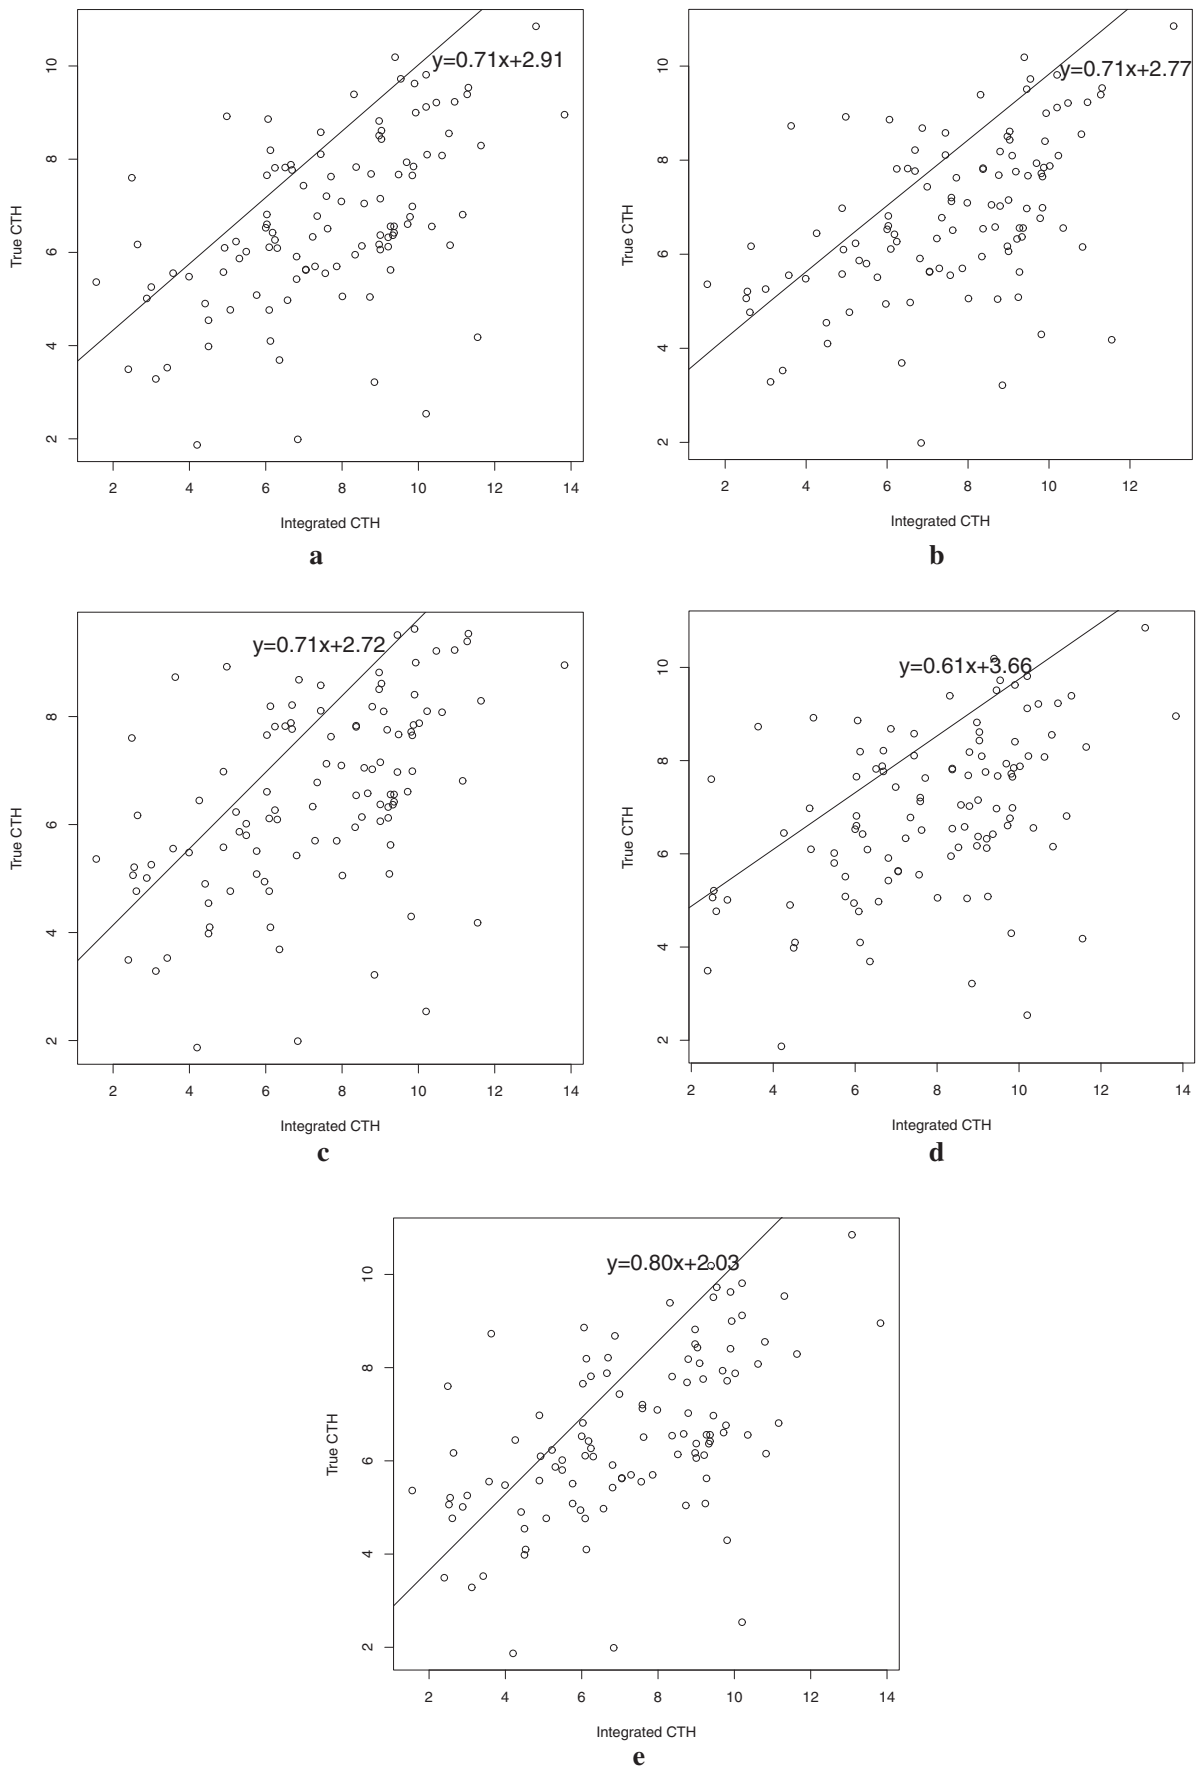 y=0.71x+2.91
True CTH
10
8
6
4
2
2 4 6 8 10 12 14
Integrated CTH
a
y=0.71x+2.77
True CTH
10
8
6
4
2
2 4 6 8 10 12
Integrated CTH
b
y=0.71x+2.72
True CTH
8
6
4
2
2 4 6 8 10 12 14
Integrated CTH
c
y=0.61x+3.66
True CTH
10
8
6
4
2
2 4 6 8 10 12 14
Integrated CTH
d
y=0.80x+2.03
True CTH
10
8
6
4
2
2 4 6 8 10 12 14
Integrated CTH
e